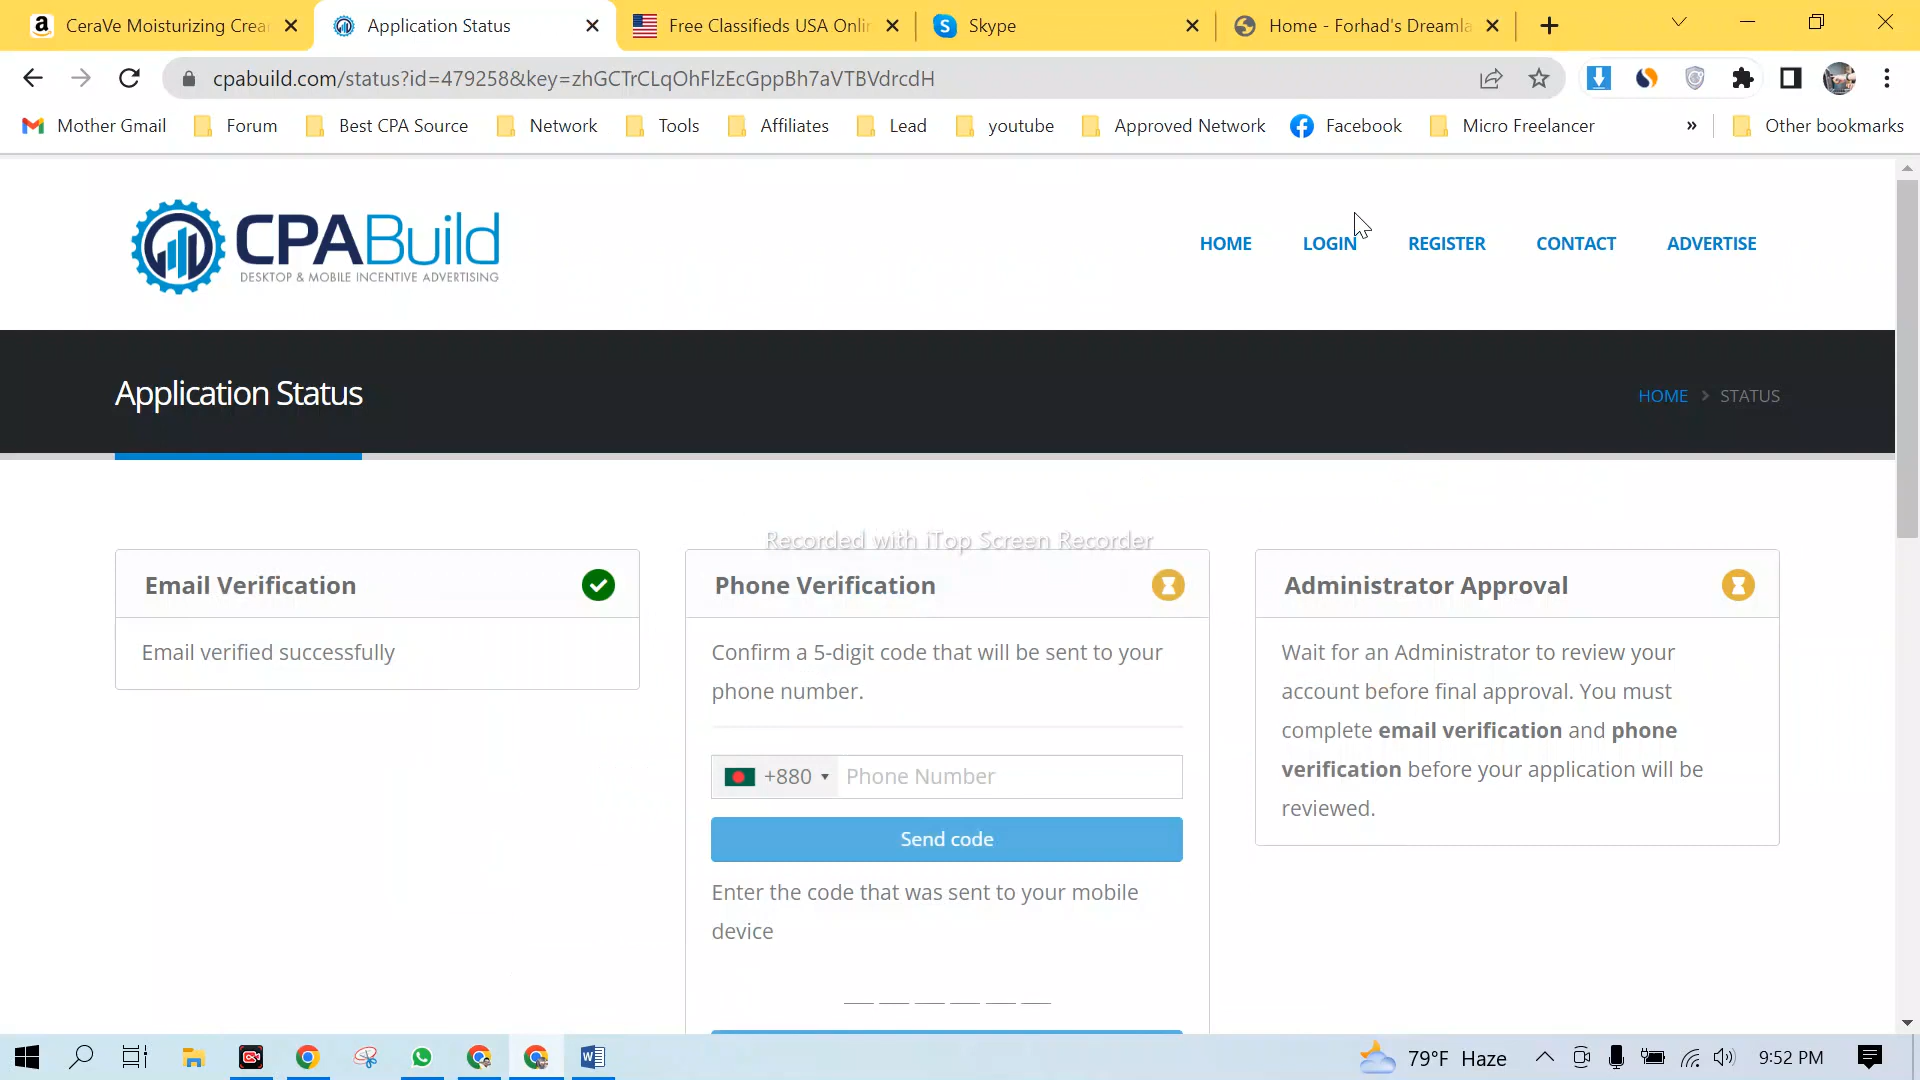 CeraVe Moisturizing Crea
Application Status
Free Classifieds USA Onlin
Skype
Home - Forhad's Dreamla
cpabuild.com/status?id=479258&key=zhGCTrCLqOhFlzEcGppBh7aVTBVdrcdH
Mother Gmail
Forum
Best CPA Source
Network
Tools
Affiliates
Lead
youtube
Approved Network
Facebook
Micro Freelancer
»
Other bookmarks
CPABuild
DESKTOP & MOBILE INCENTIVE ADVERTISING
HOME
LOGIN
REGISTER
CONTACT
ADVERTISE
Application Status
HOME > STATUS
Recorded with iTop Screen Recorder
Email Verification
Email verified successfully
Phone Verification
Confirm a 5-digit code that will be sent to your
phone number.
+880
Phone Number
Send code
Enter the code that was sent to your mobile
device
Administrator Approval
Wait for an Administrator to review your
account before final approval. You must
complete email verification and phone
verification before your application will be
reviewed.
79°F Haze
9:52 PM